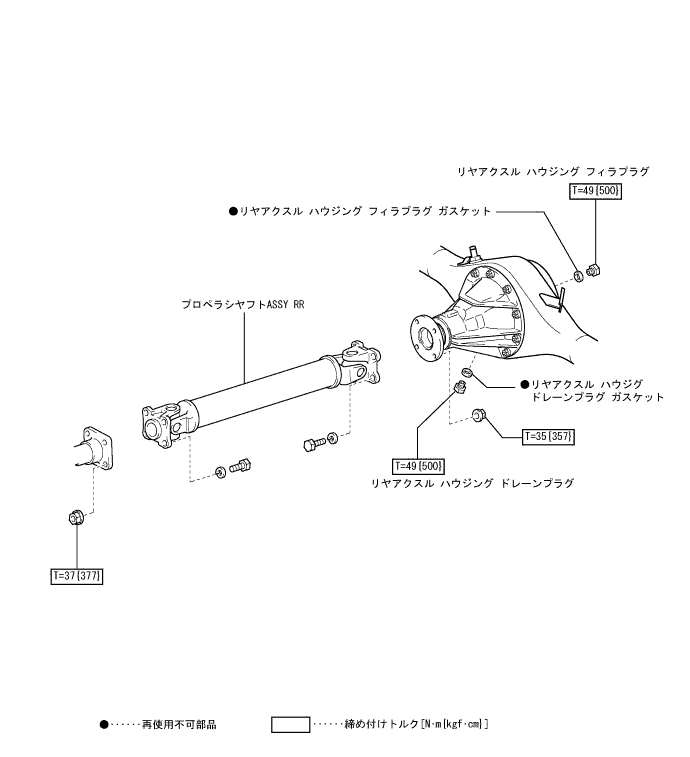 リヤアクスル ハウジング フィラプラグ
T=49{500}
●リヤアクスル ハウジング フィラプラグ ガスケット
プロペラシヤフトASSY RR
●リヤアクスル ハウジグ
ドレーンプラグ ガスケット
T=35{357}
T=49{500}
リヤアクスル ハウジング ドレーンプラグ
T=37{377}
●‥‥‥再使用不可部品
‥‥‥締め付けトルク[N･m{kgf･cm}]